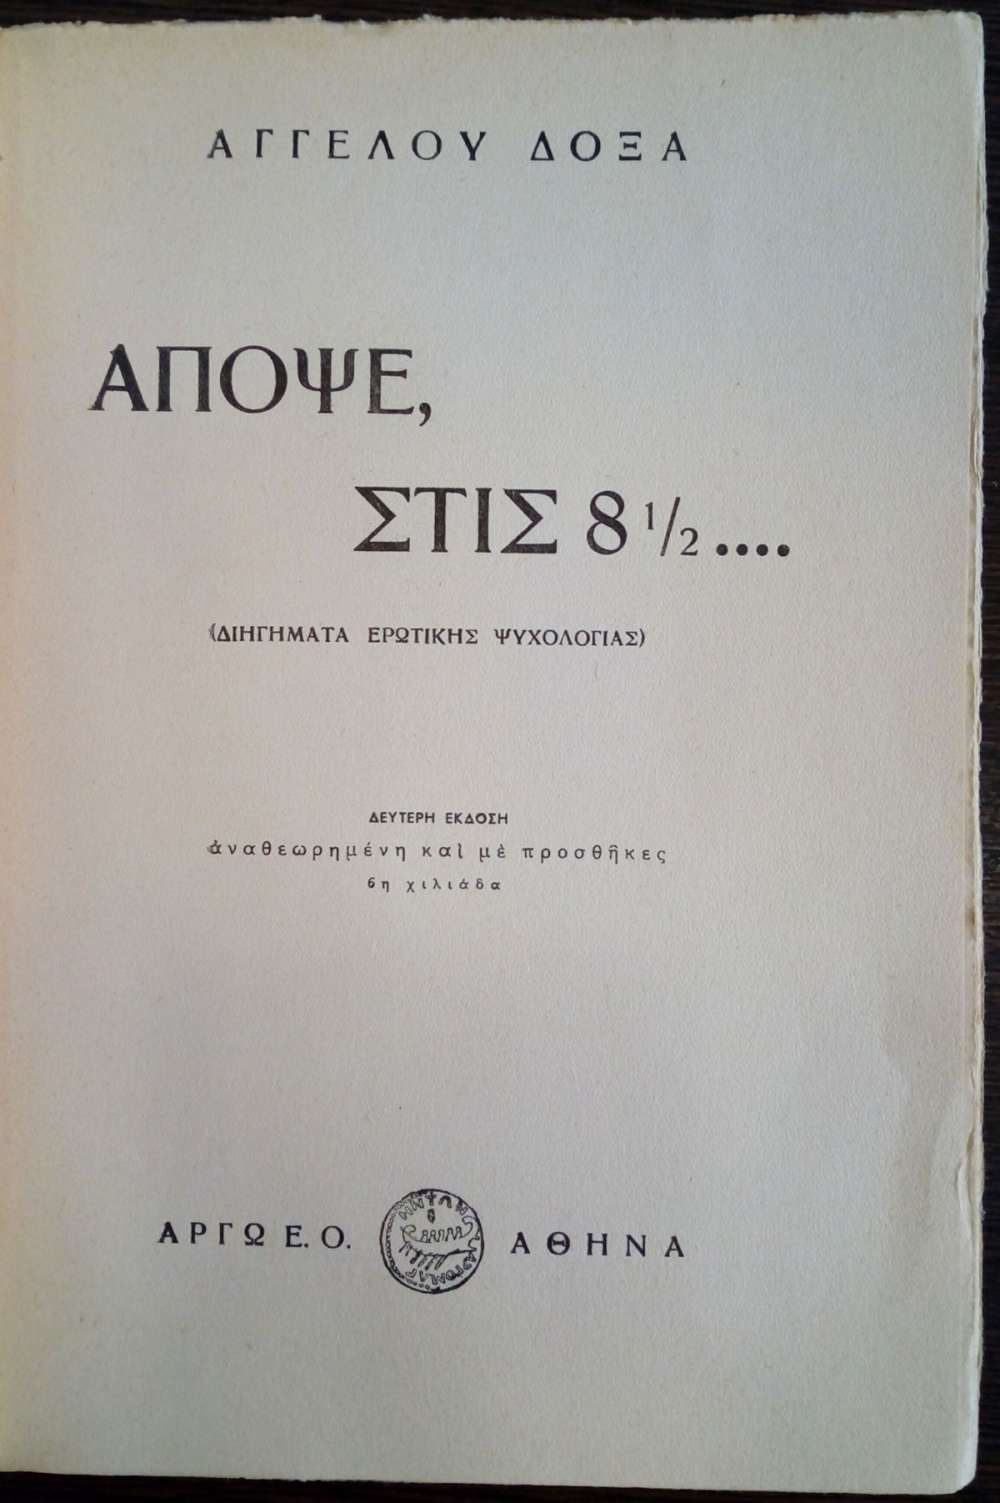 ΑΓΓΕΛΟΥ ΔΟΞΑ
ΑΠΟΨΕ,
ΣΤΙΣ 8 1/2 ....
(ΔΙΗΓΗΜΑΤΑ ΕΡΩΤΙΚΗΣ ΨΥΧΟΛΟΓΙΑΣ)
ΔΕΥΤΕΡΗ ΕΚΔΟΣΗ
ἀναθεωρημένη καὶ μὲ προσθῆκες
6η χιλιάδα
ΑΡΓΩ Ε. Ο. ΑΘΗΝΑ